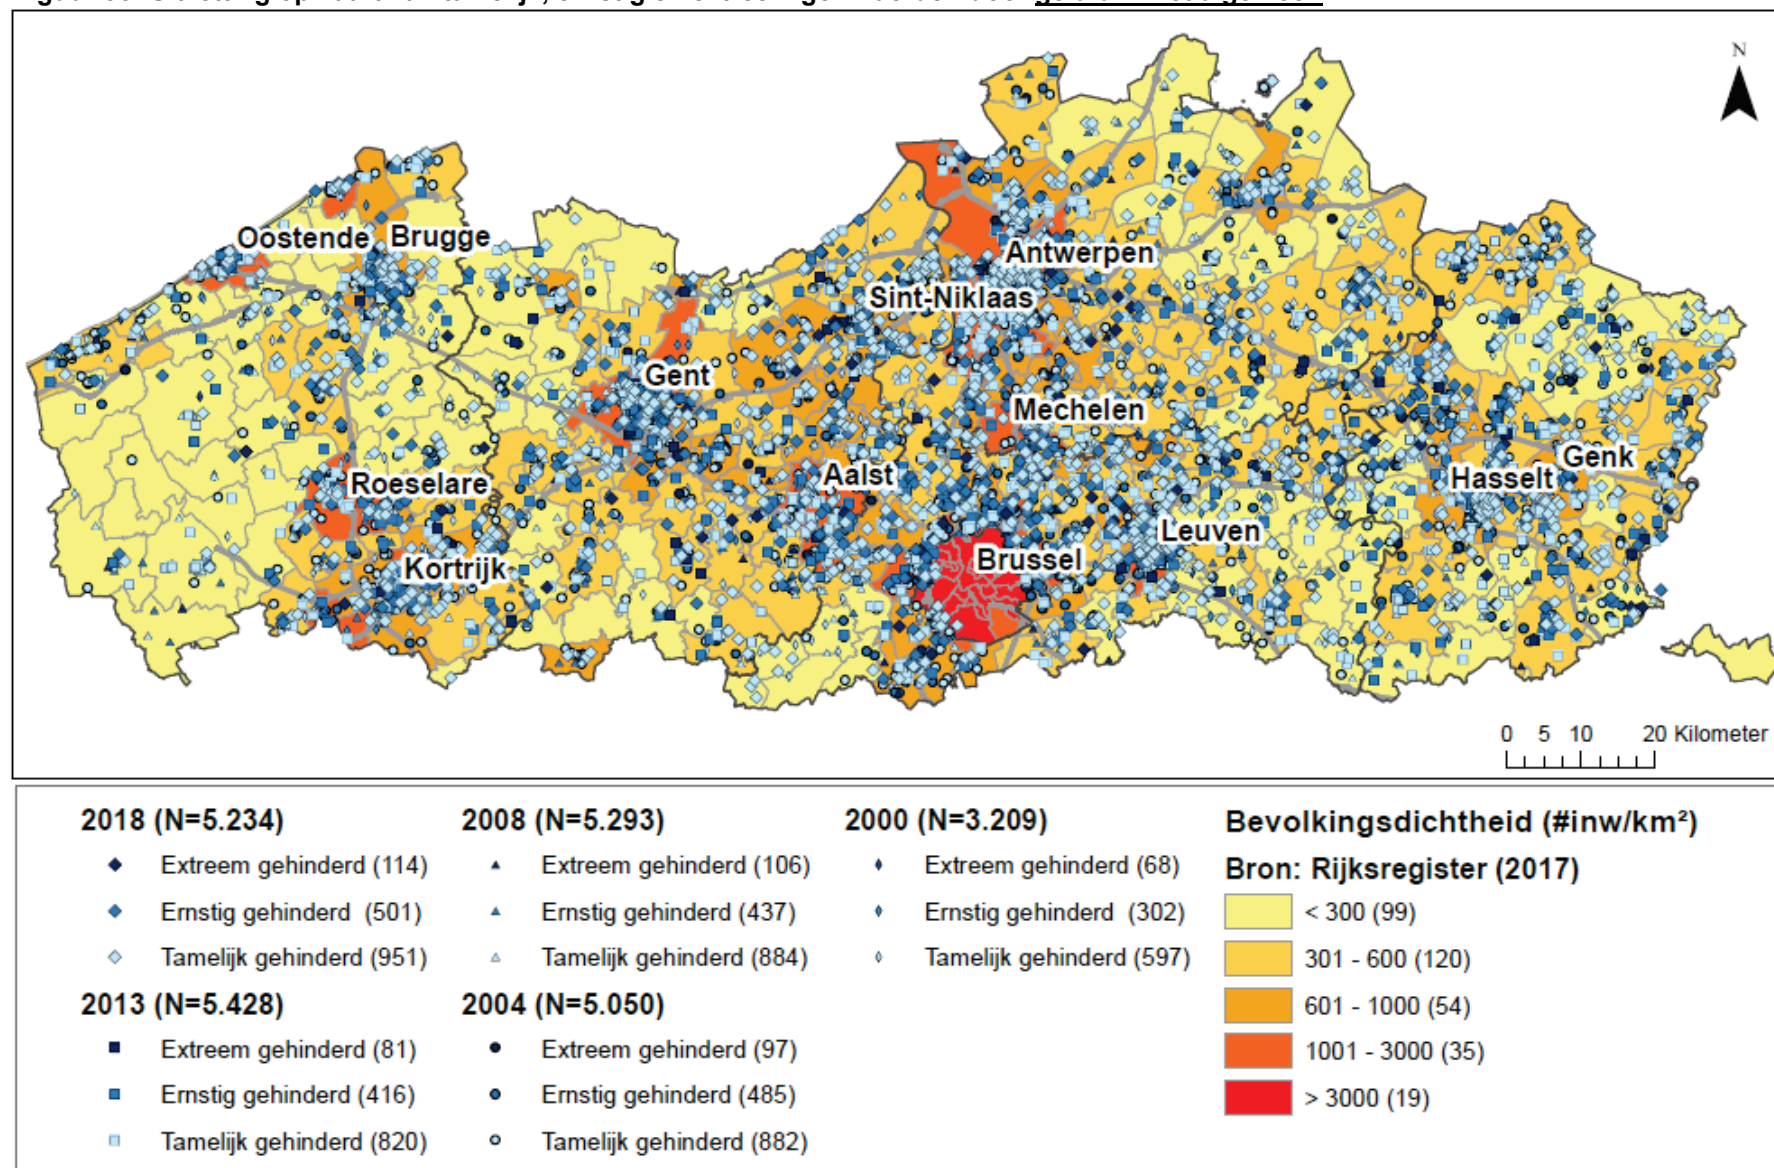 N
Oostende
Brugge
Antwerpen
Sint-Niklaas
Gent
Mechelen
Roeselare
Aalst
Genk
Hasselt
Leuven
Brussel
Kortrijk
0 5 10 20 Kilometer
2018 (N=5.234)
Extreem gehinderd (114)
Ernstig gehinderd (501)
Tamelijk gehinderd (951)
2013 (N=5.428)
Extreem gehinderd (81)
Ernstig gehinderd (416)
Tamelijk gehinderd (820)
2008 (N=5.293)
Extreem gehinderd (106)
Ernstig gehinderd (437)
Tamelijk gehinderd (884)
2004 (N=5.050)
Extreem gehinderd (97)
Ernstig gehinderd (485)
Tamelijk gehinderd (882)
2000 (N=3.209)
Extreem gehinderd (68)
Ernstig gehinderd (302)
Tamelijk gehinderd (597)
Bevolkingsdichtheid (#inw/km²)
Bron: Rijksregister (2017)
< 300 (99)
301 - 600 (120)
601 - 1000 (54)
1001 - 3000 (35)
> 3000 (19)